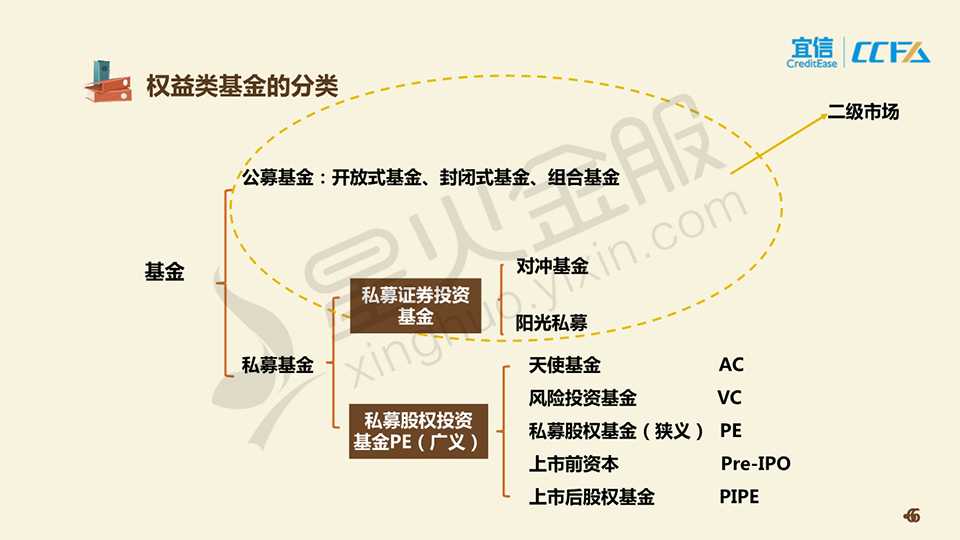 宜信
CreditEase
CCFA
权益类基金的分类
二级市场
公募基金：开放式基金、封闭式基金、组合基金
基金
对冲基金
私募证券投资
基金
阳光私募
私募基金
天使基金 AC
风险投资基金 VC
私募股权投资
基金PE（广义）
私募股权基金（狭义） PE
上市前资本 Pre-IPO
上市后股权基金 PIPE
星火金服
xinghuo.yixin.com